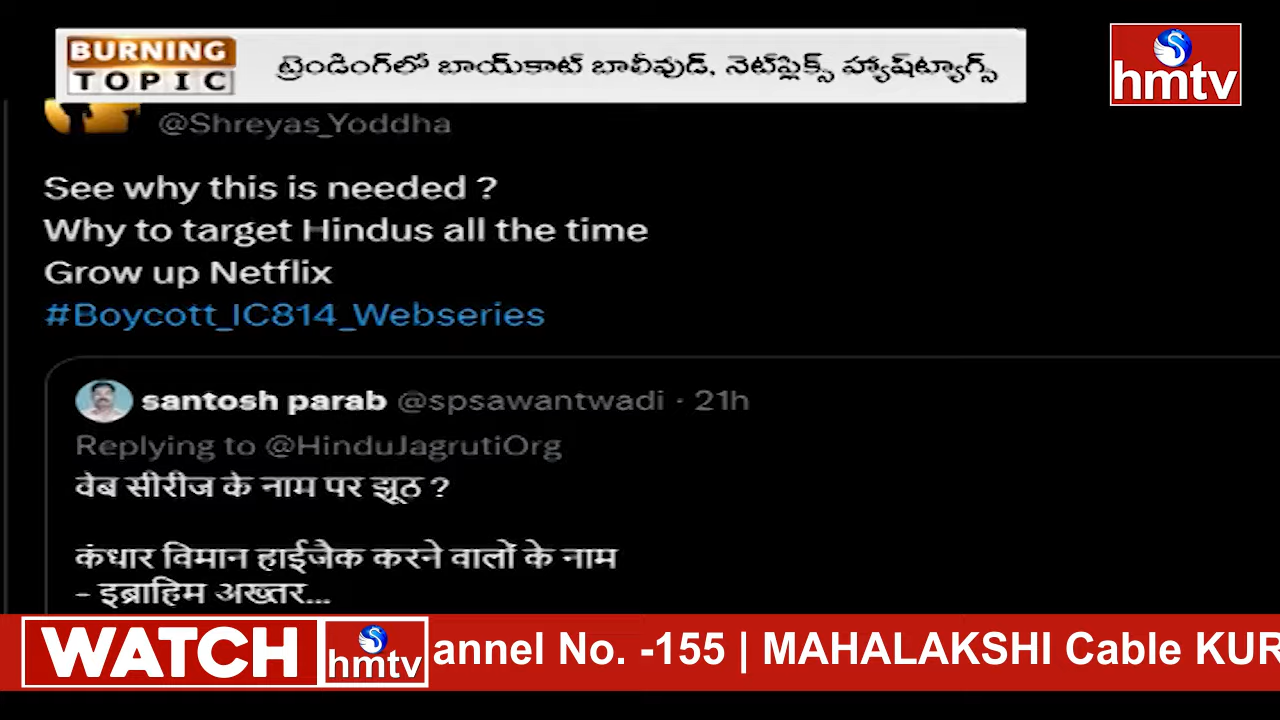 BURNING
TOPIC
ట్రెండింగ్‌లో బాయ్‌కాట్ బాలీవుడ్, నెట్‌ఫ్లిక్స్ హ్యాష్‌ట్యాగ్స్
hmtv
@Shreyas_Yoddha
See why this is needed ?
Why to target Hindus all the time
Grow up Netflix
#Boycott_IC814_Webseries
santosh parab @spsawantwadi · 21h
Replying to @HinduJagrutiOrg
वेब सीरीज के नाम पर झूठ ?
कंधार विमान हाईजैक करने वालों के नाम
- इब्राहिम अख्तर...
WATCH hmtv annel No. -155 | MAHALAKSHI Cable KUR